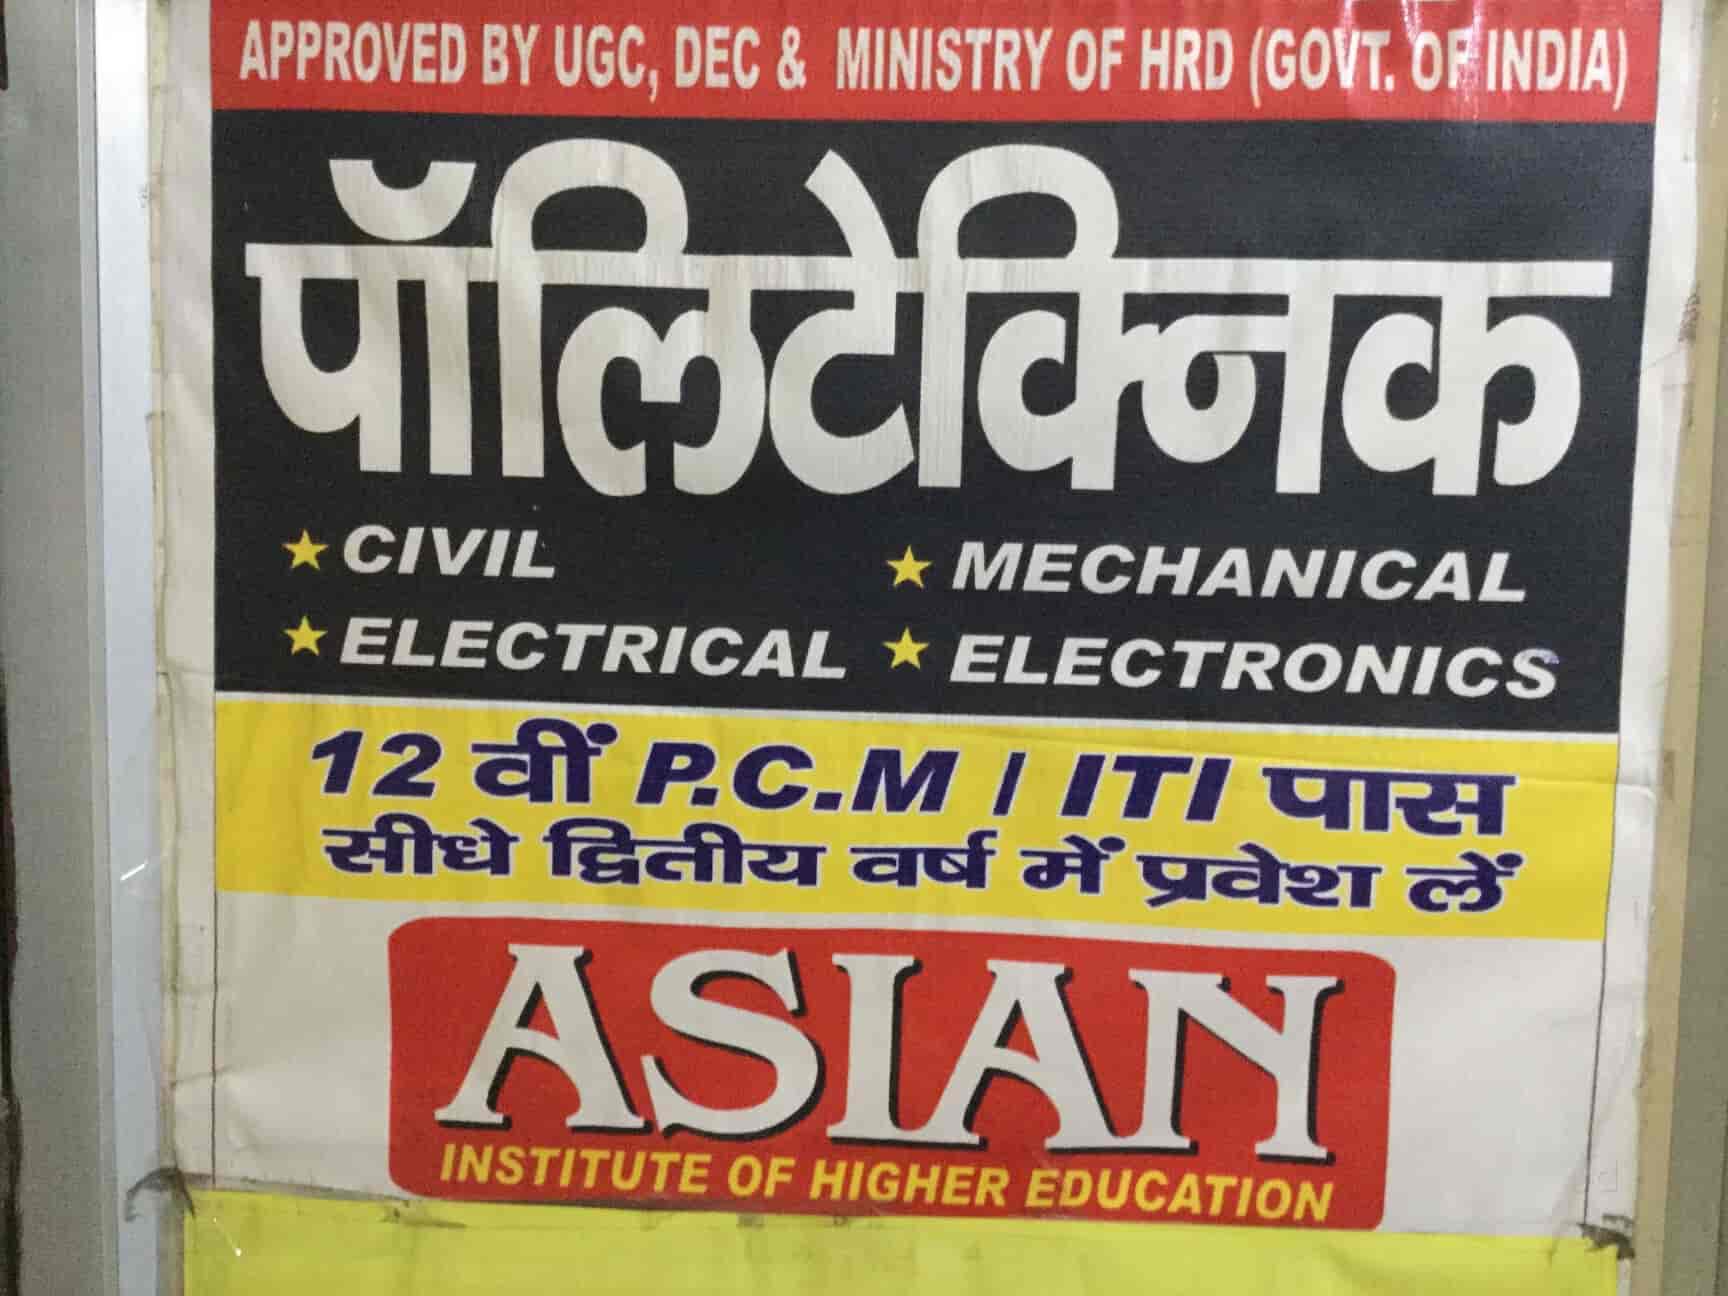 APPROVED BY UGC, DEC & MINISTRY OF HRD (GOVT. OF INDIA)
पॉलिटेक्निक
CIVIL MECHANICAL
ELECTRICAL ELECTRONICS
12 वीं P.C.M / ITI पास
सीधे द्वितीय वर्ष में प्रवेश लें
ASIAN
INSTITUTE OF HIGHER EDUCATION